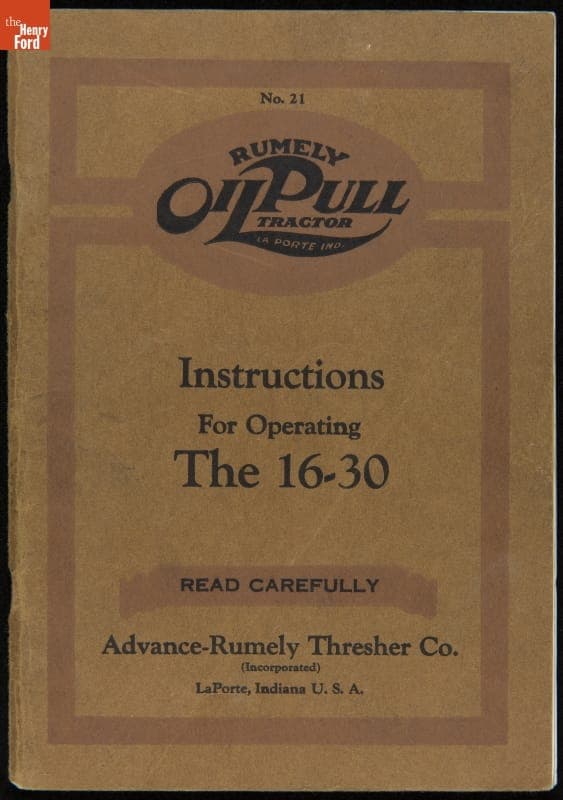 the
Henry
Ford
No. 21
RUMELY
OILPULL
TRACTOR
LA PORTE IND.
Instructions
For Operating
The 16-30
READ CAREFULLY
Advance-Rumely Thresher Co.
(Incorporated)
LaPorte, Indiana U. S. A.